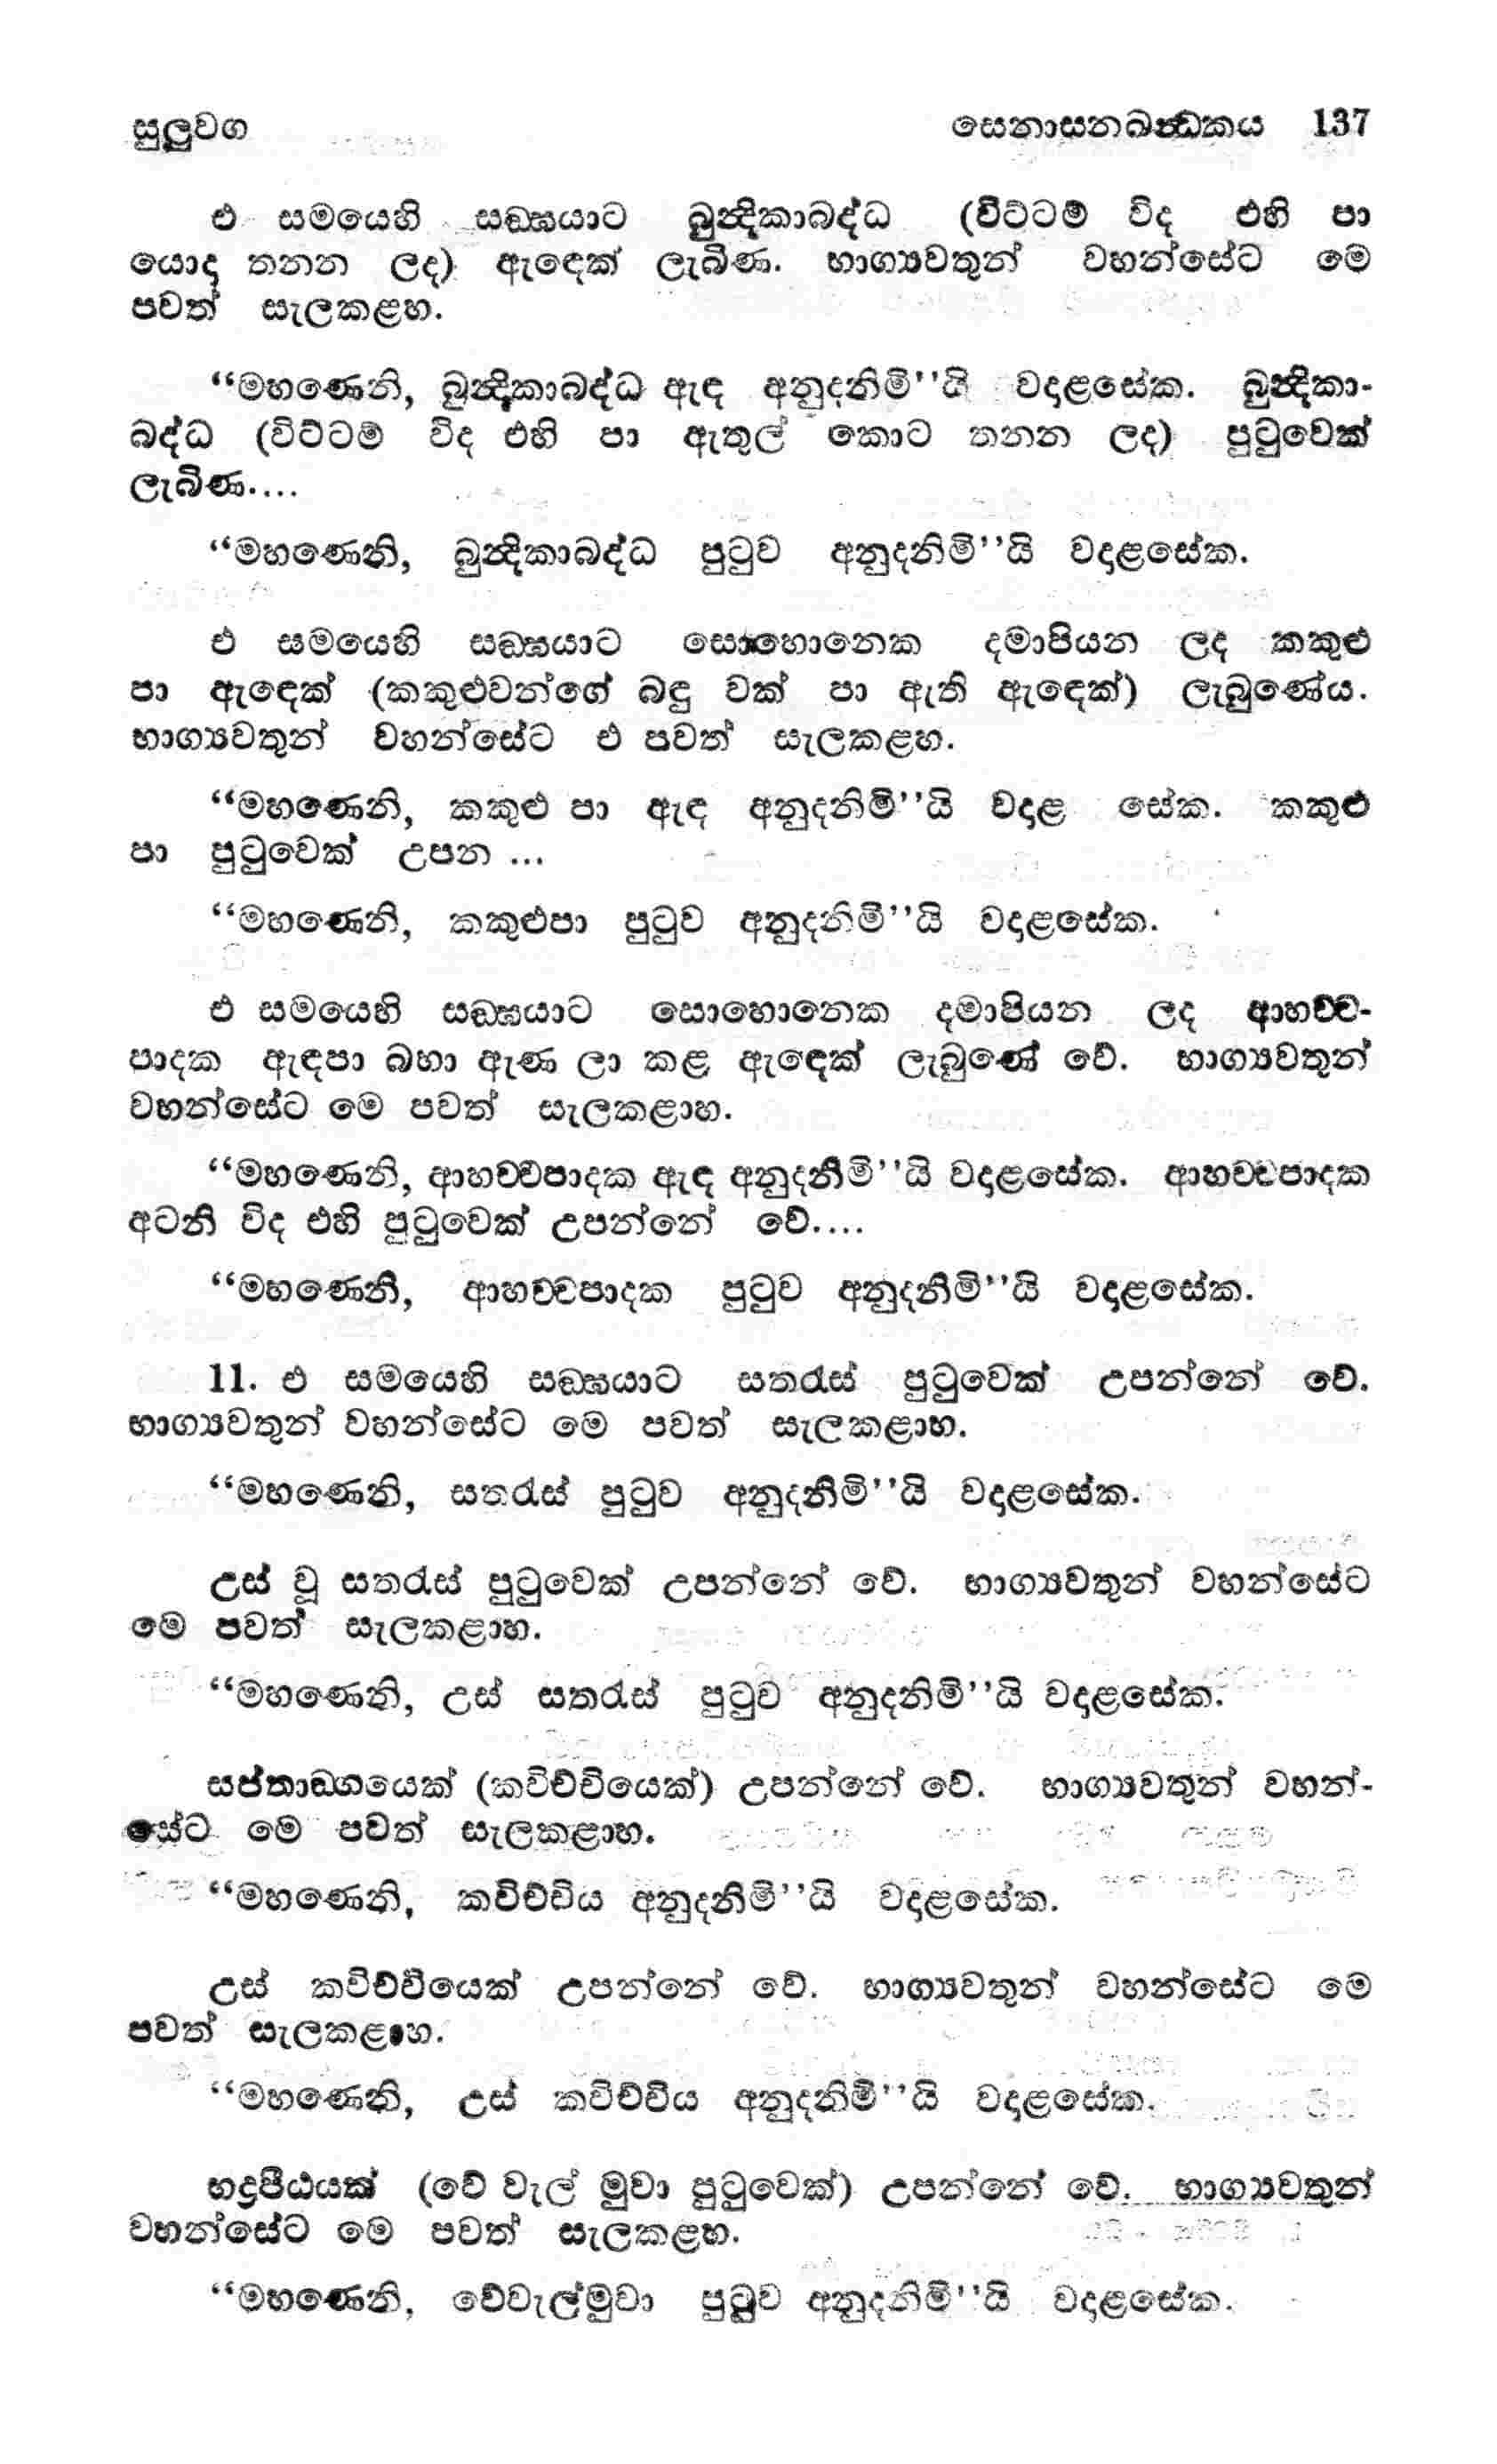 සුලුවග සෙනාසනඛන්‍ධකය 137
එ සමයෙහි සඞ්ඝයාට බුන්‍දිකාබද්ධ (විට්ටම් විද එහි පා
යොදා තනන ලද) ඇඳෙක් ලැබිණ. භාග්‍යවතුන් වහන්සේට මෙ
පවත් සැලකළහ.
“මහණෙනි, බුන්‍දිකාබද්ධ ඇඳ අනුදනිමි”යි වදාළසේක. බුන්‍දිකා-
බද්ධ (විට්ටම් විද එහි පා ඇතුල් කොට තනන ලද) පුටුවෙක්
ලැබිණ....
“මහණෙනි, බුන්‍දිකාබද්ධ පුටුව අනුදනිමි”යි වදාළසේක.
එ සමයෙහි සඞ්ඝයාට සොහොනෙක දමාපියන ලද කකුළු
පා ඇඳෙක් (කකුළුවන්ගේ බඳු වක් පා ඇති ඇඳෙක්) ලැබුණේය.
භාග්‍යවතුන් වහන්සේට එ පවත් සැලකළහ.
“මහණෙනි, කකුළු පා ඇඳ අනුදනිමි”යි වදාළ සේක. කකුළු
පා පුටුවෙක් උපන ...
“මහණෙනි, කකුළුපා පුටුව අනුදනිමි”යි වදාළසේක.
එ සමයෙහි සඞ්ඝයාට සොහොනෙක දමාපියන ලද ආහච්ච-
පාදක ඇඳපා බහා ඇණ ලා කළ ඇඳෙක් ලැබුණේ වේ. භාග්‍යවතුන්
වහන්සේට මෙ පවත් සැලකළාහ.
“මහණෙනි, ආහච්චපාදක ඇඳ අනුදනිමි”යි වදාළසේක. ආහච්චපාදක
අටනි විද එහි පුටුවෙක් උපන්නේ වේ....
“මහණෙනි, ආහච්චපාදක පුටුව අනුදනිමි”යි වදාළසේක.
11. එ සමයෙහි සඞ්ඝයාට සතරැස් පුටුවෙක් උපන්නේ වේ.
භාග්‍යවතුන් වහන්සේට මෙ පවත් සැලකළාහ.
“මහණෙනි, සතරැස් පුටුව අනුදනිමි”යි වදාළසේක.
උස් වූ සතරැස් පුටුවෙක් උපන්නේ වේ. භාග්‍යවතුන් වහන්සේට
මෙ පවත් සැලකළාහ.
“මහණෙනි, උස් සතරැස් පුටුව අනුදනිමි”යි වදාළසේක.
සප්තාඞ්ගයෙක් (කවිච්චියෙක්) උපන්නේ වේ. භාග්‍යවතුන් වහන්-
සේට මෙ පවත් සැලකළාහ.
“මහණෙනි, කවිච්චිය අනුදනිමි”යි වදාළසේක.
උස් කවිච්චියෙක් උපන්නේ වේ. භාග්‍යවතුන් වහන්සේට මෙ
පවත් සැලකළාහ.
“මහණෙනි, උස් කවිච්චිය අනුදනිමි”යි වදාළසේක.
භද්‍රපීඨයක් (වේ වැල් මුවා පුටුවෙක්) උපන්නේ වේ. භාග්‍යවතුන්
වහන්සේට මෙ පවත් සැලකළහ.
“මහණෙනි, වේවැල්මුවා පුටුව අනුදනිමි”යි වදාළසේක.